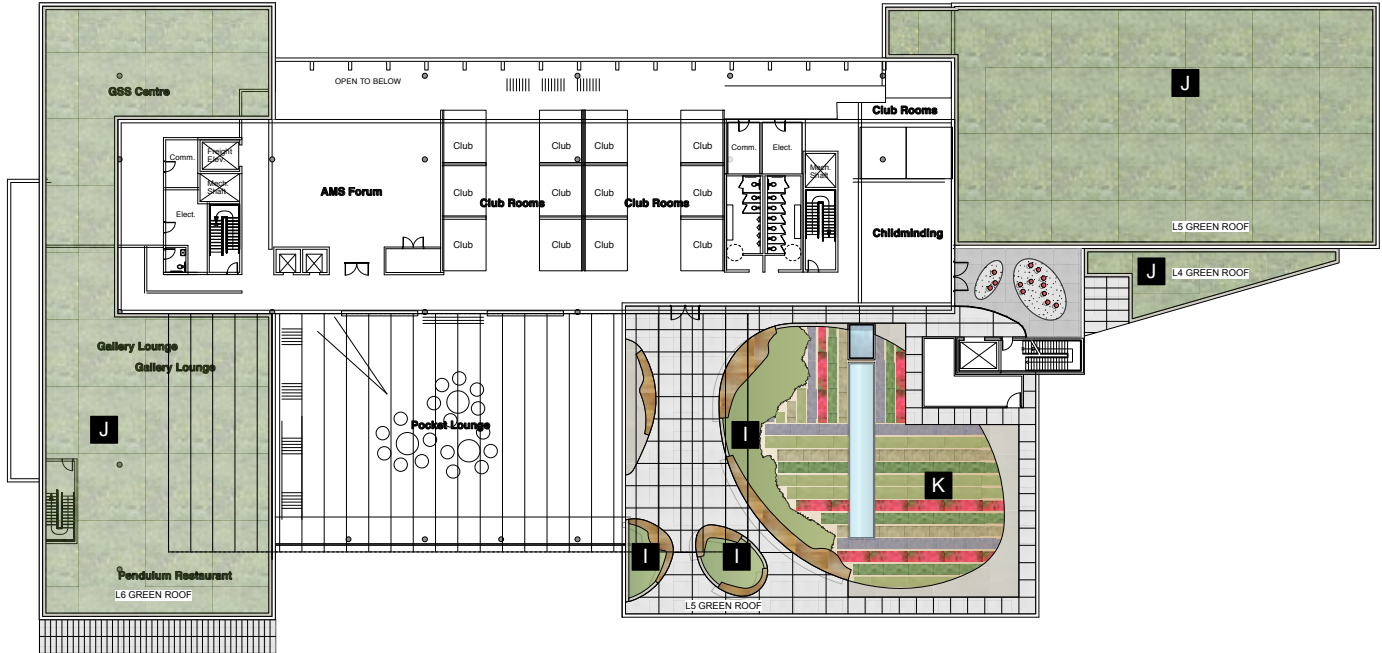 OPEN TO BELOW
J
GSS Centre
Club Rooms
Comm.
Freight
Elev.
Club
Club
Club
Club
Comm.
Elect.
Mech.
Shaft
Mech.
Shaft
AMS Forum
Club
Club Rooms
Club
Club
Club Rooms
Club
Elect.
Club
Club
Club
Club
Childminding
L5 GREEN ROOF
J
L4 GREEN ROOF
Gallery Lounge
Gallery Lounge
J
Pocket Lounge
I
K
I
I
Pendulum Restaurant
L6 GREEN ROOF
L5 GREEN ROOF